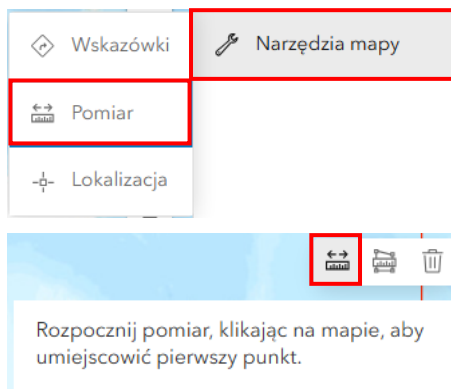 Wskazówki
Narzędzia mapy
Pomiar
Lokalizacja
Rozpocznij pomiar, klikając na mapie, aby
umiejscowić pierwszy punkt.